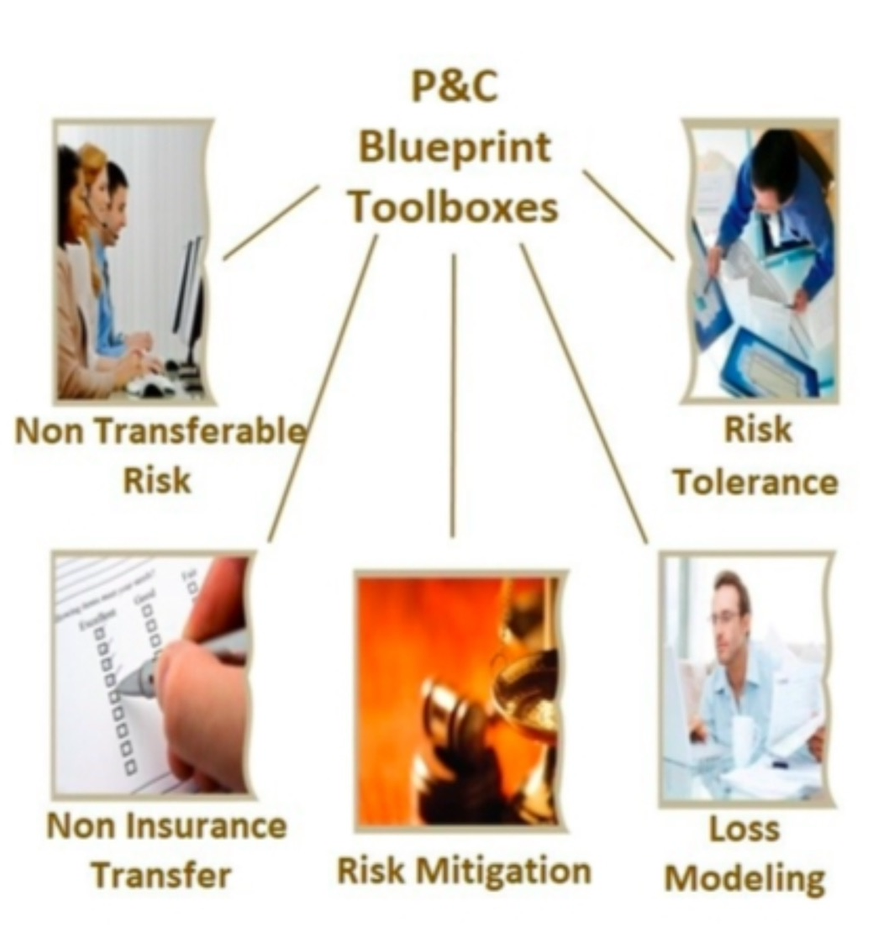 P&C
Blueprint
Toolboxes
Non Transferable
Risk
Risk
Tolerance
Excellent
Good
Fair
Non Insurance
Transfer
Risk Mitigation
Loss
Modeling